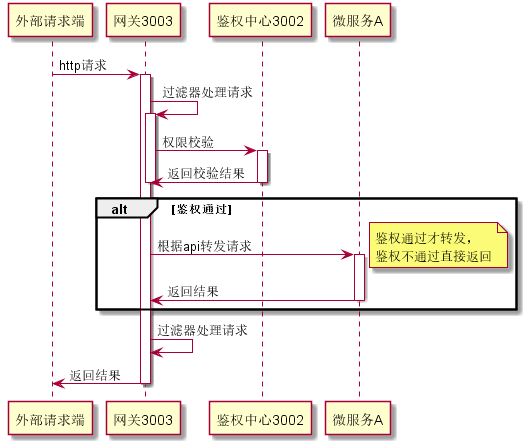 外部请求端 网关3003 鉴权中心3002 微服务A
http请求
过滤器处理请求
权限校验
返回校验结果
alt [鉴权通过]
鉴权通过才转发，
根据api转发请求
鉴权不通过直接返回
返回结果
过滤器处理请求
返回结果
外部请求端 网关3003 鉴权中心3002 微服务A